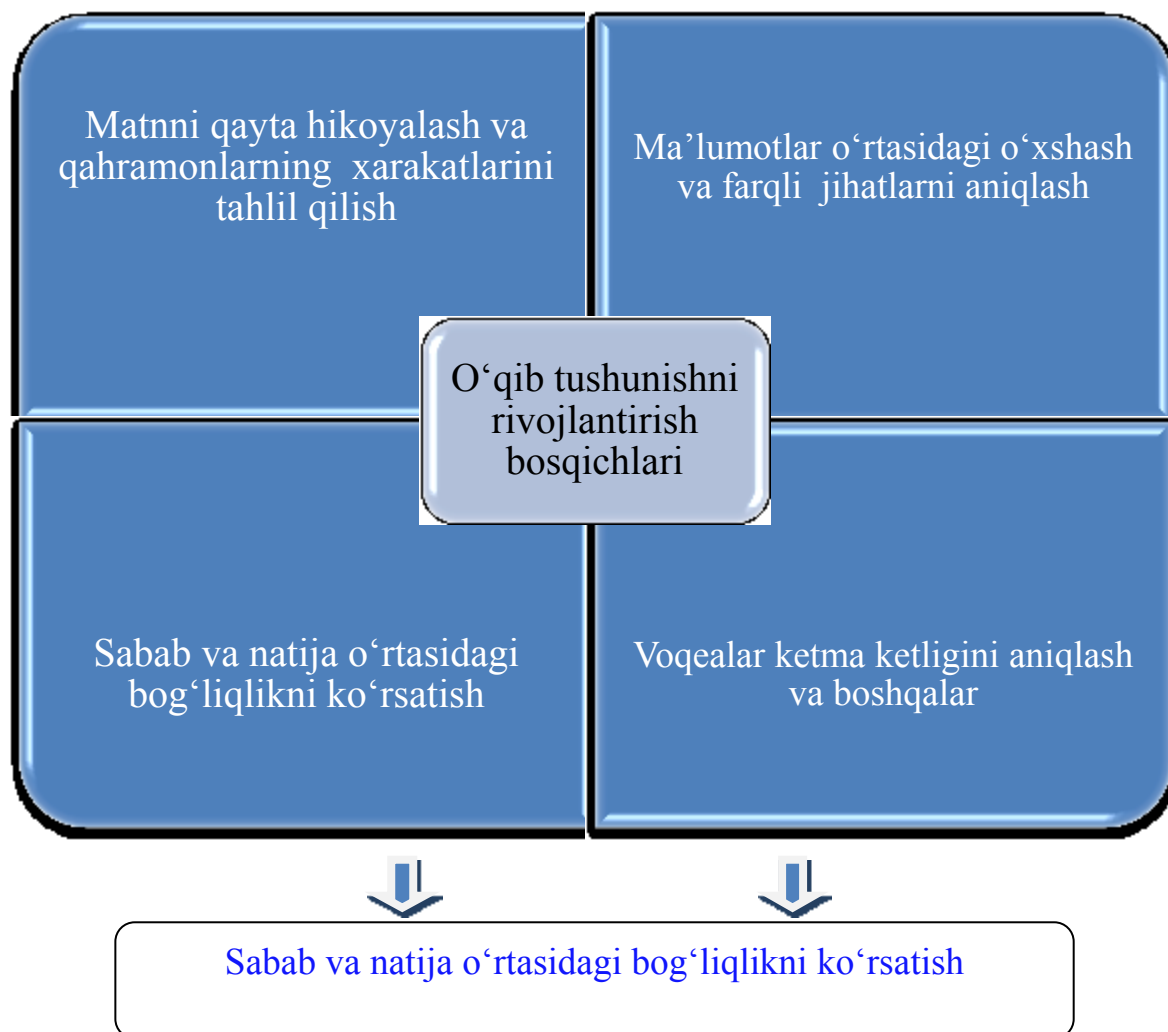 Matnni qayta hikoyalash va
qahramonlarning xarakatlarini
tahlil qilish
Ma’lumotlar o‘rtasidagi o‘xshash
va farqli jihatlarni aniqlash
O‘qib tushunishni
rivojlantirish
bosqichlari
Sabab va natija o‘rtasidagi
bog‘liqlikni ko‘rsatish
Voqealar ketma ketligini aniqlash
va boshqalar
Sabab va natija o‘rtasidagi bog‘liqlikni ko‘rsatish